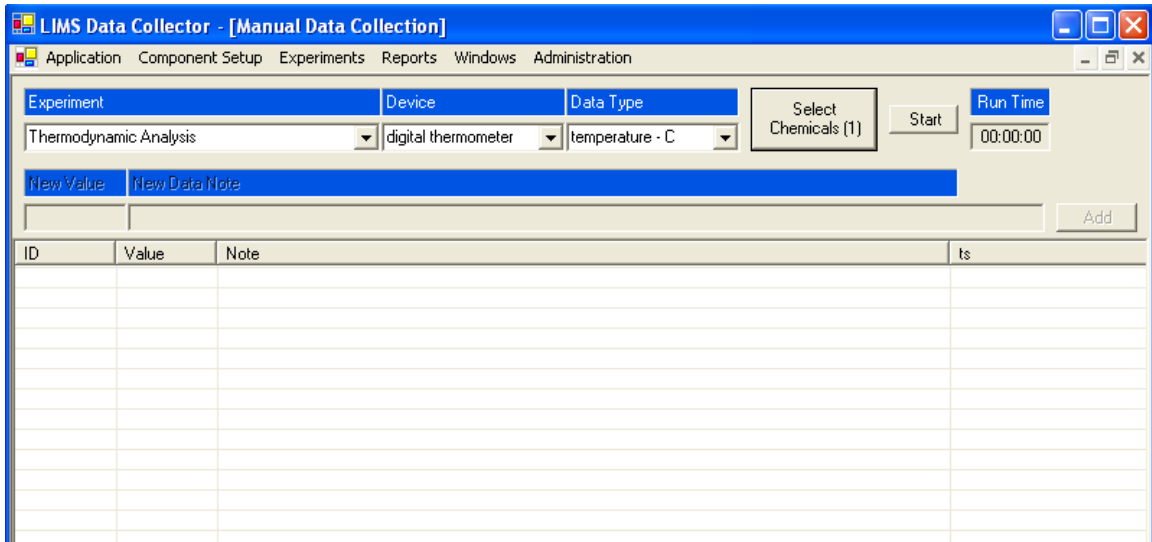 LIMS Data Collector - [Manual Data Collection]
Application Component Setup Experiments Reports Windows Administration
Experiment Device Data Type Select Chemicals (1) Start Run Time
Thermodynamic Analysis digital thermometer temperature - C 00:00:00
New Value New Data Note
Add
ID Value Note ts